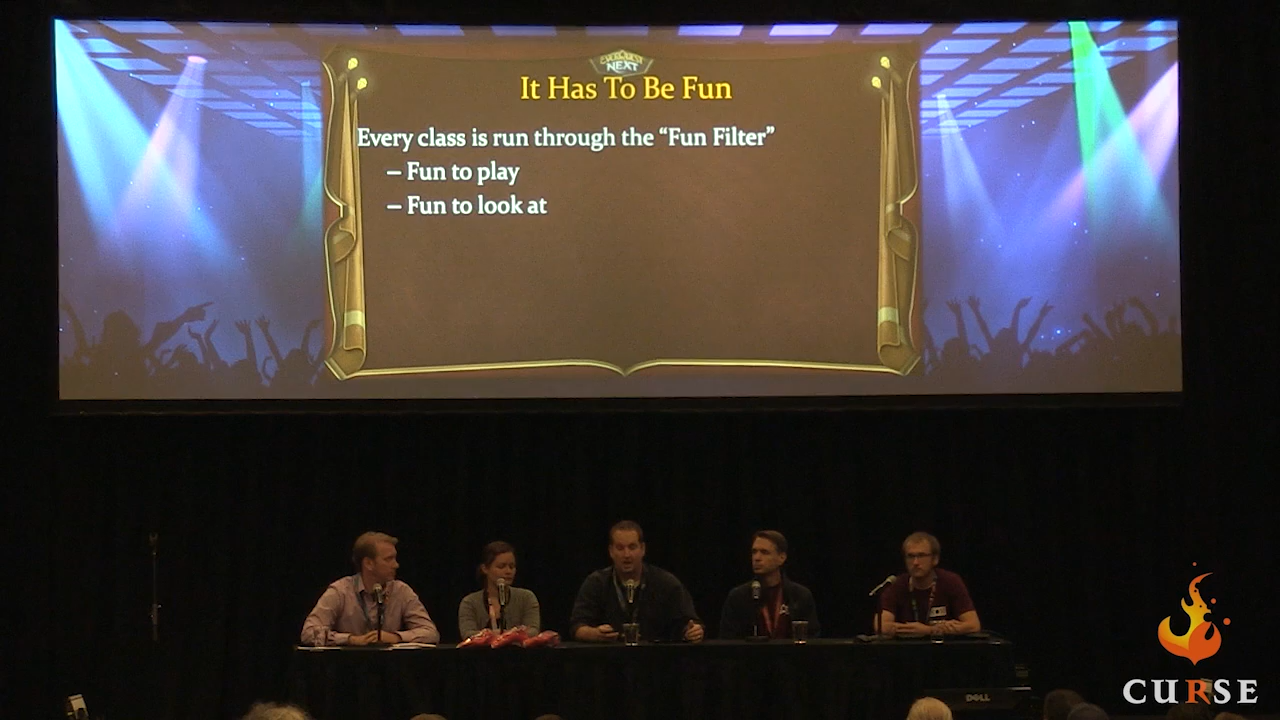 NEXT
It Has To Be Fun
Every class is run through the “Fun Filter”
– Fun to play
– Fun to look at
DELL
CURSE